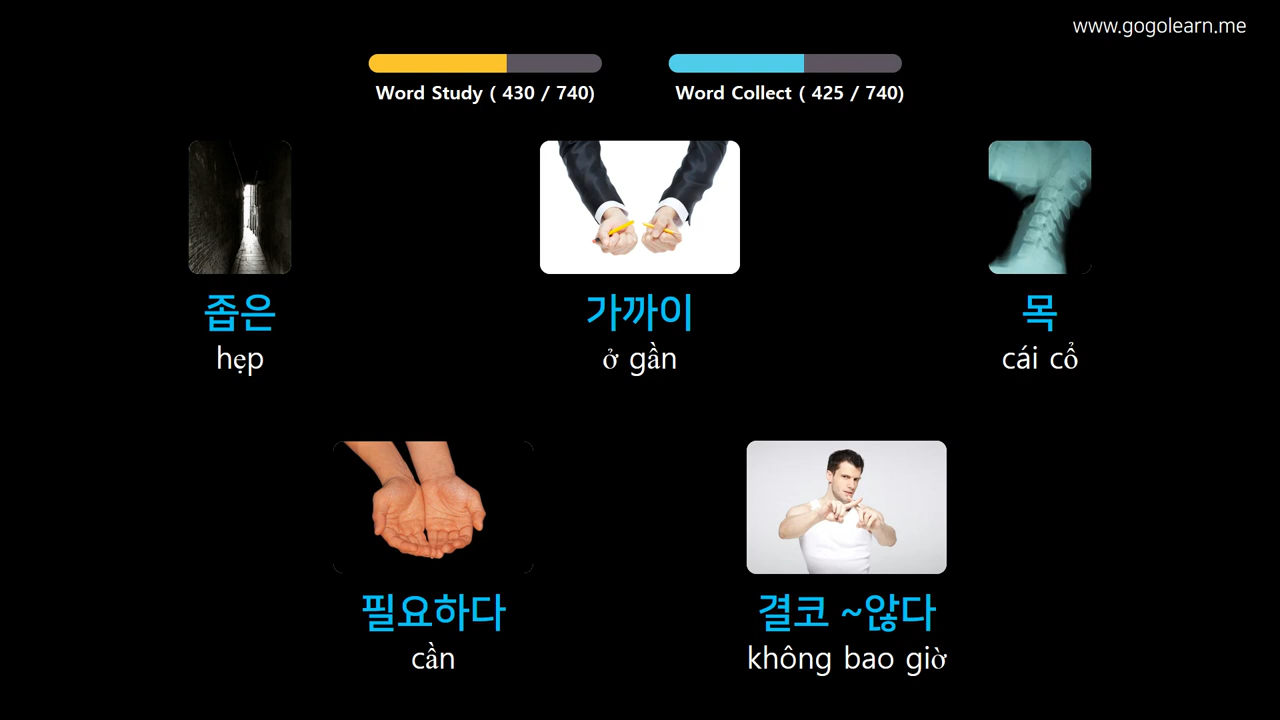 www.gogolearn.me
Word Study ( 430 / 740)
Word Collect ( 425 / 740)
좁은
hẹp
가까이
ở gần
목
cái cổ
필요하다
cần
결코 ~않다
không bao giờ